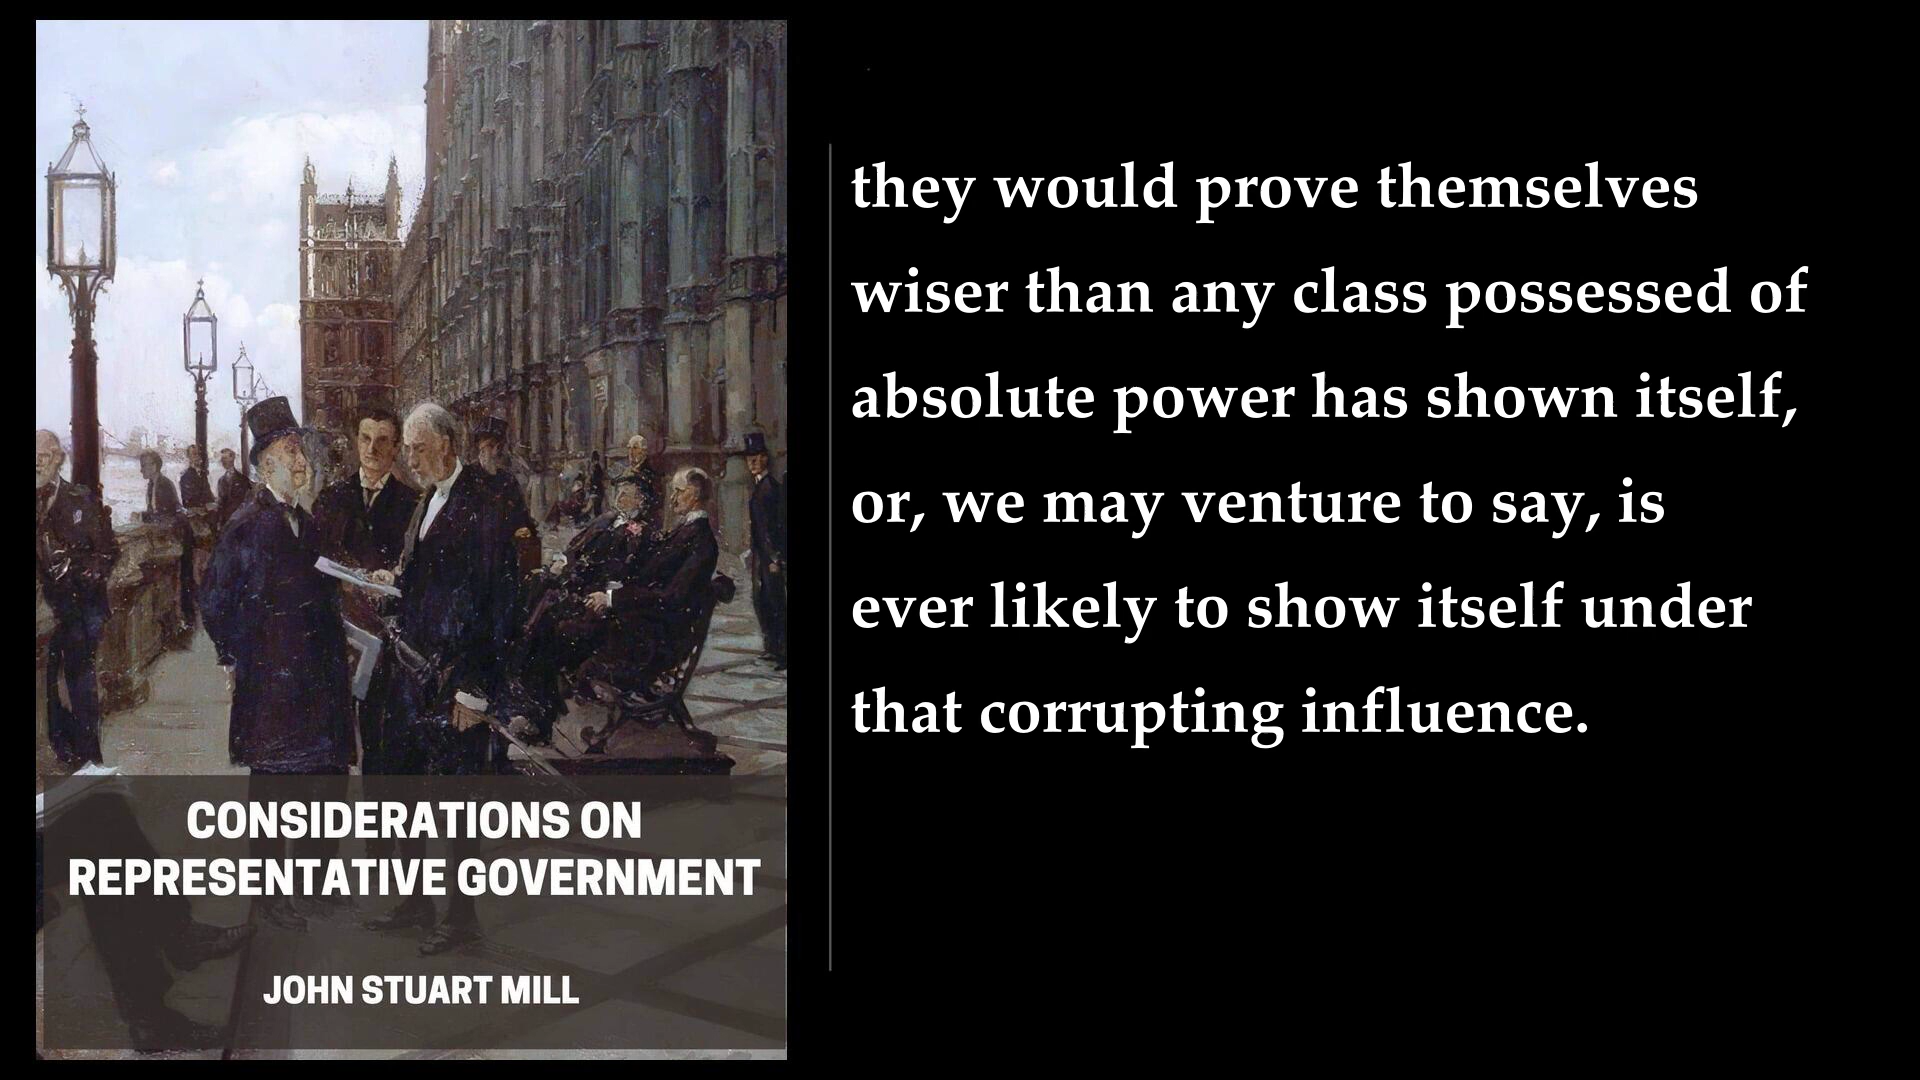 they would prove themselves
wiser than any class possessed of
absolute power has shown itself,
or, we may venture to say, is
ever likely to show itself under
that corrupting influence.
CONSIDERATIONS ON
REPRESENTATIVE GOVERNMENT
JOHN STUART MILL